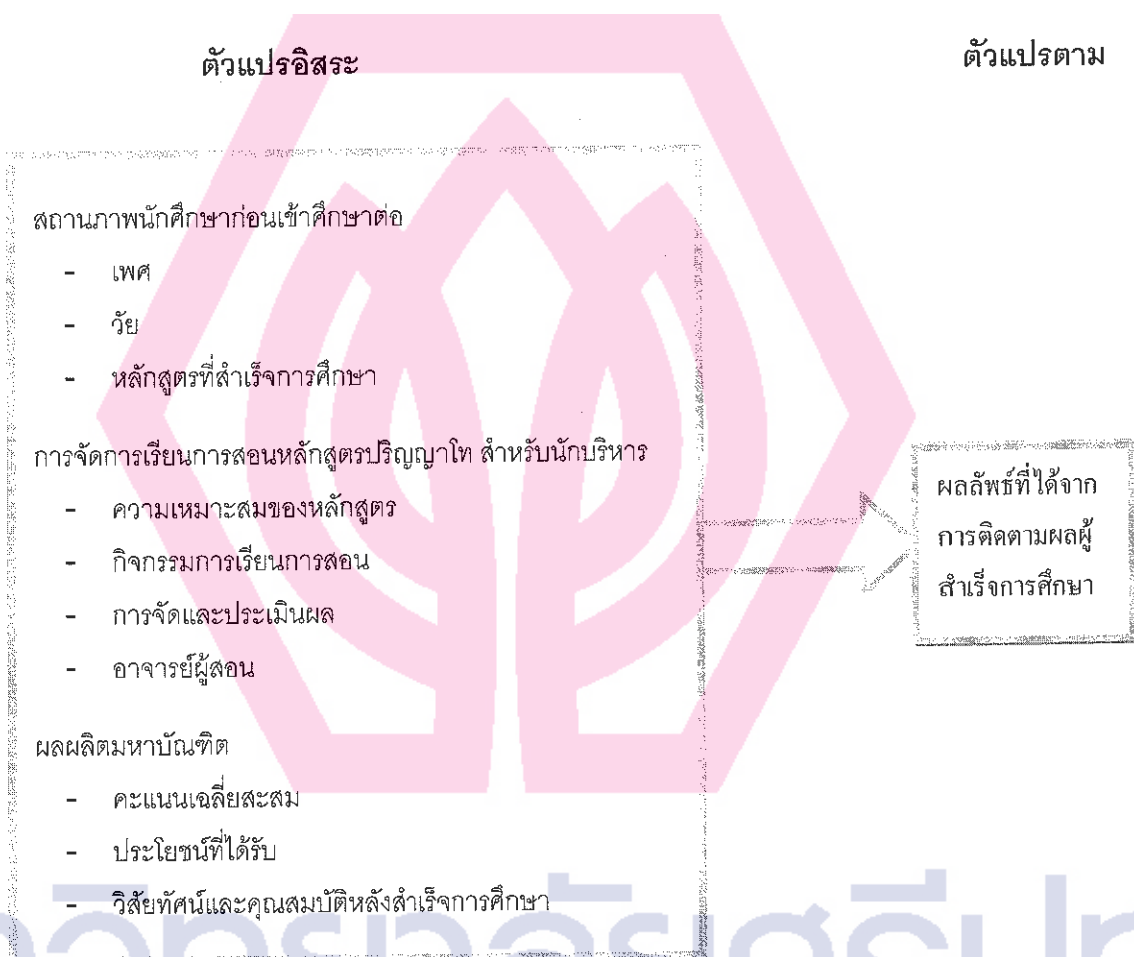 ตัวแปรอิสระ
ตัวแปรตาม
สถานภาพนักศึกษาก่อนเข้าศึกษาต่อ
- เพศ
- วัย
- หลักสูตรที่สำเร็จการศึกษา
การจัดการเรียนการสอนหลักสูตรปริญญาโท สำหรับนักบริหาร
- ความเหมาะสมของหลักสูตร
- กิจกรรมการเรียนการสอน
- การจัดและประเมินผล
- อาจารย์ผู้สอน
ผลผลิตมหาบัณฑิต
- คะแนนเฉลี่ยสะสม
- ประโยชน์ที่ได้รับ
- วิสัยทัศน์และคุณสมบัติหลังสำเร็จการศึกษา
ผลลัพธ์ที่ได้จาก
การติดตามผลผู้
สำเร็จการศึกษา